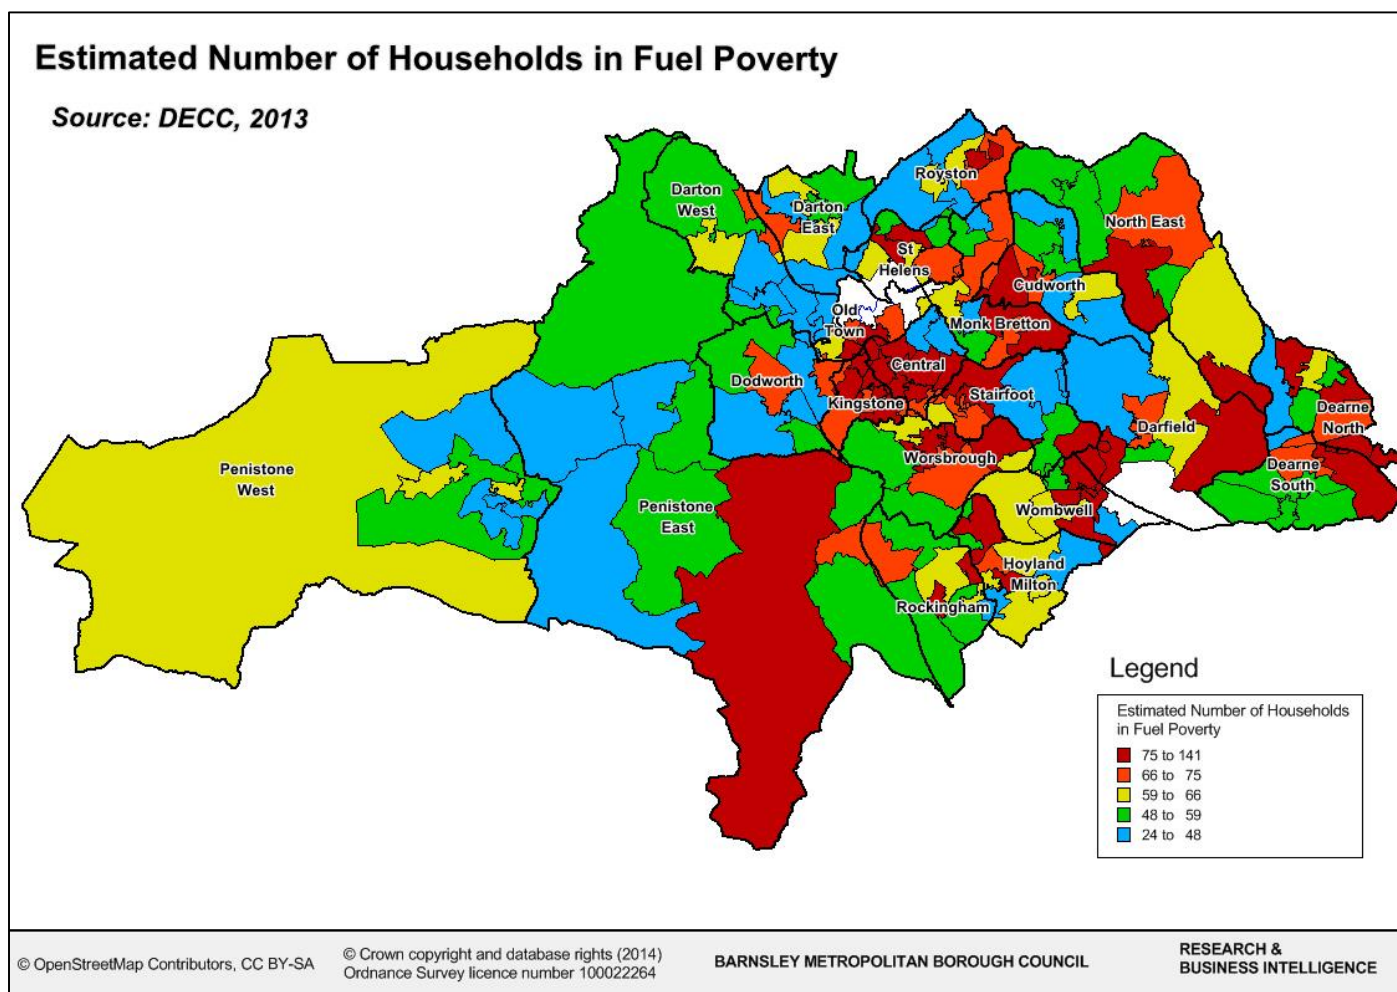 Estimated Number of Households in Fuel Poverty
Source: DECC, 2013
Royston
Darton
West
Darton
East
North East
St
Helens
Cudworth
Old
Town
Monk Bretton
Central
Dodworth
Kingstone
Stairfoot
Dearne
North
Darfield
Worsbrough
Dearne
South
Penistone
West
Penistone
East
Wombwell
Hoyland
Milton
Rockingham
Legend
Estimated Number of Households
in Fuel Poverty
75 to 141
66 to 75
59 to 66
48 to 59
24 to 48
© OpenStreetMap Contributors, CC BY-SA
© Crown copyright and database rights (2014)
Ordnance Survey licence number 100022264
BARNSLEY METROPOLITAN BOROUGH COUNCIL
RESEARCH &
BUSINESS INTELLIGENCE